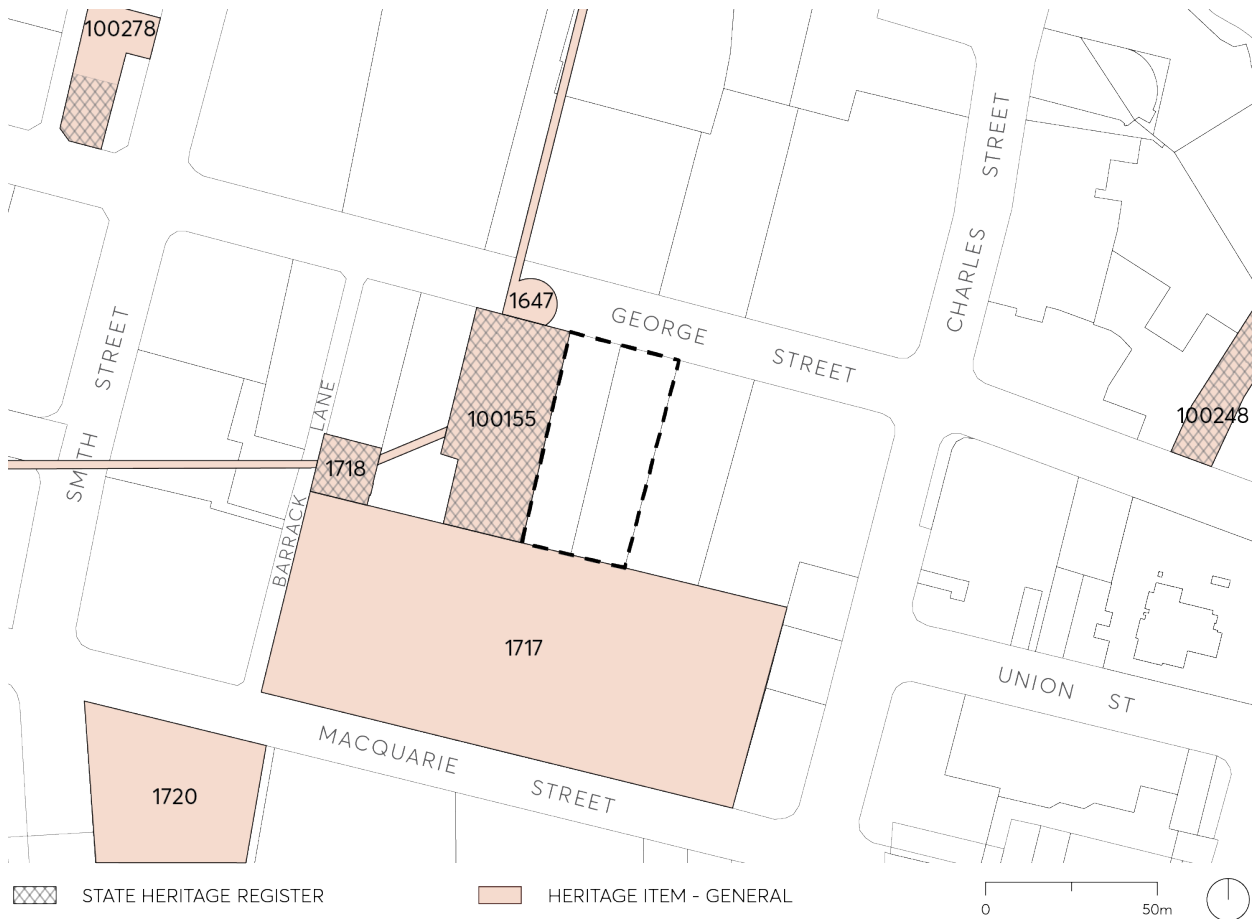 100278
CHARLES STREET
1647
GEORGE STREET
SMITH STREET
BARRACK LANE
100155
100248
1718
1717
UNION ST
MACQUARIE STREET
1720
STATE HERITAGE REGISTER
HERITAGE ITEM - GENERAL
0 50m